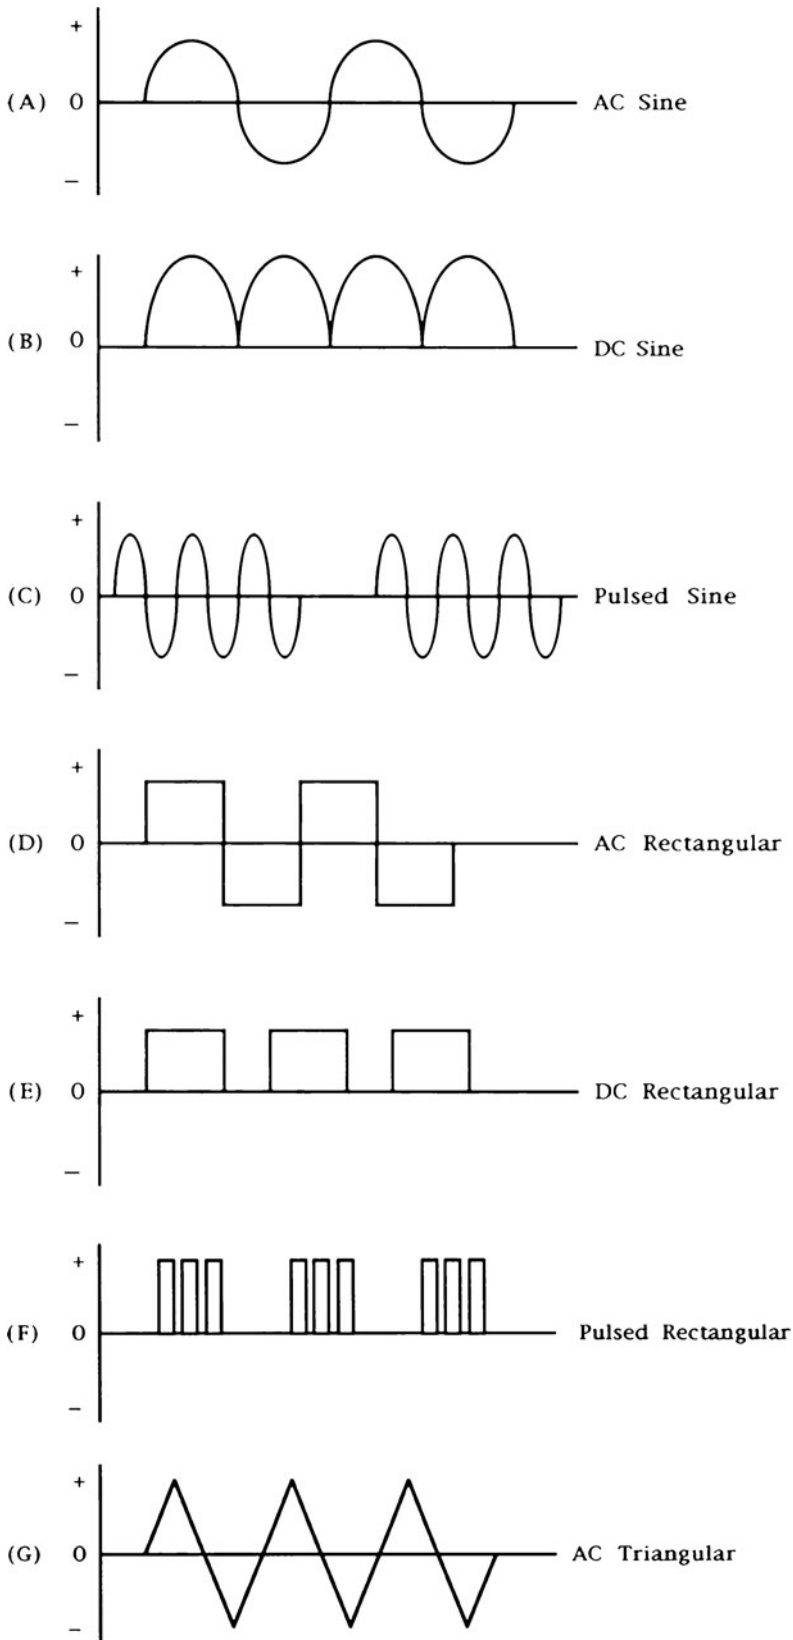 +
(A) 0 AC Sine
−
+
(B) 0 DC Sine
−
+
(C) 0 Pulsed Sine
−
+
(D) 0 AC Rectangular
−
+
(E) 0 DC Rectangular
−
+
(F) 0 Pulsed Rectangular
−
+
(G) 0 AC Triangular
−